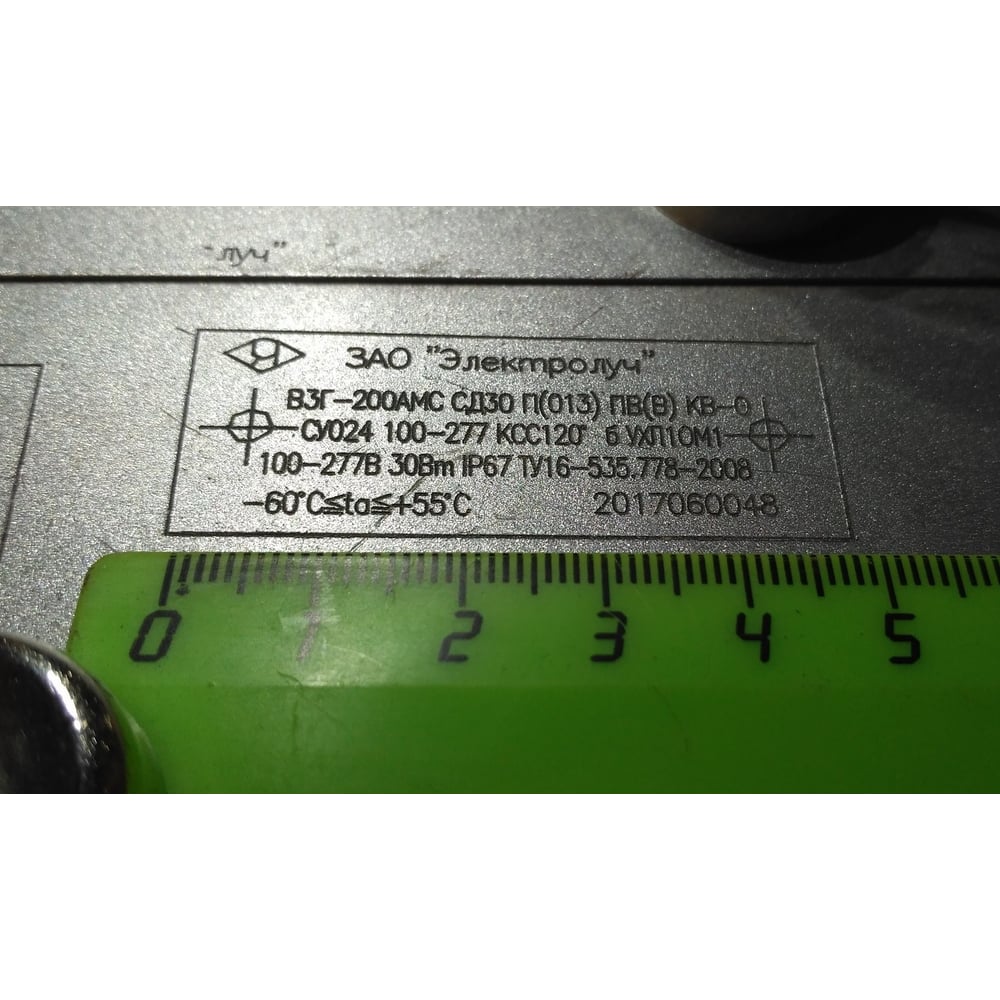 "луч"
ЗАО "Электролуч"
ВЗГ-200АМС СД30 П(013) ПВ(В) КВ-0
СУ024 100-277 КСС120° б УХЛ1ОМ1
100-277В 30Вт IP67 ТУ16-535.778-2008
-60°C≦ta≦+55°C 2017060048
0 1 2 3 4 5